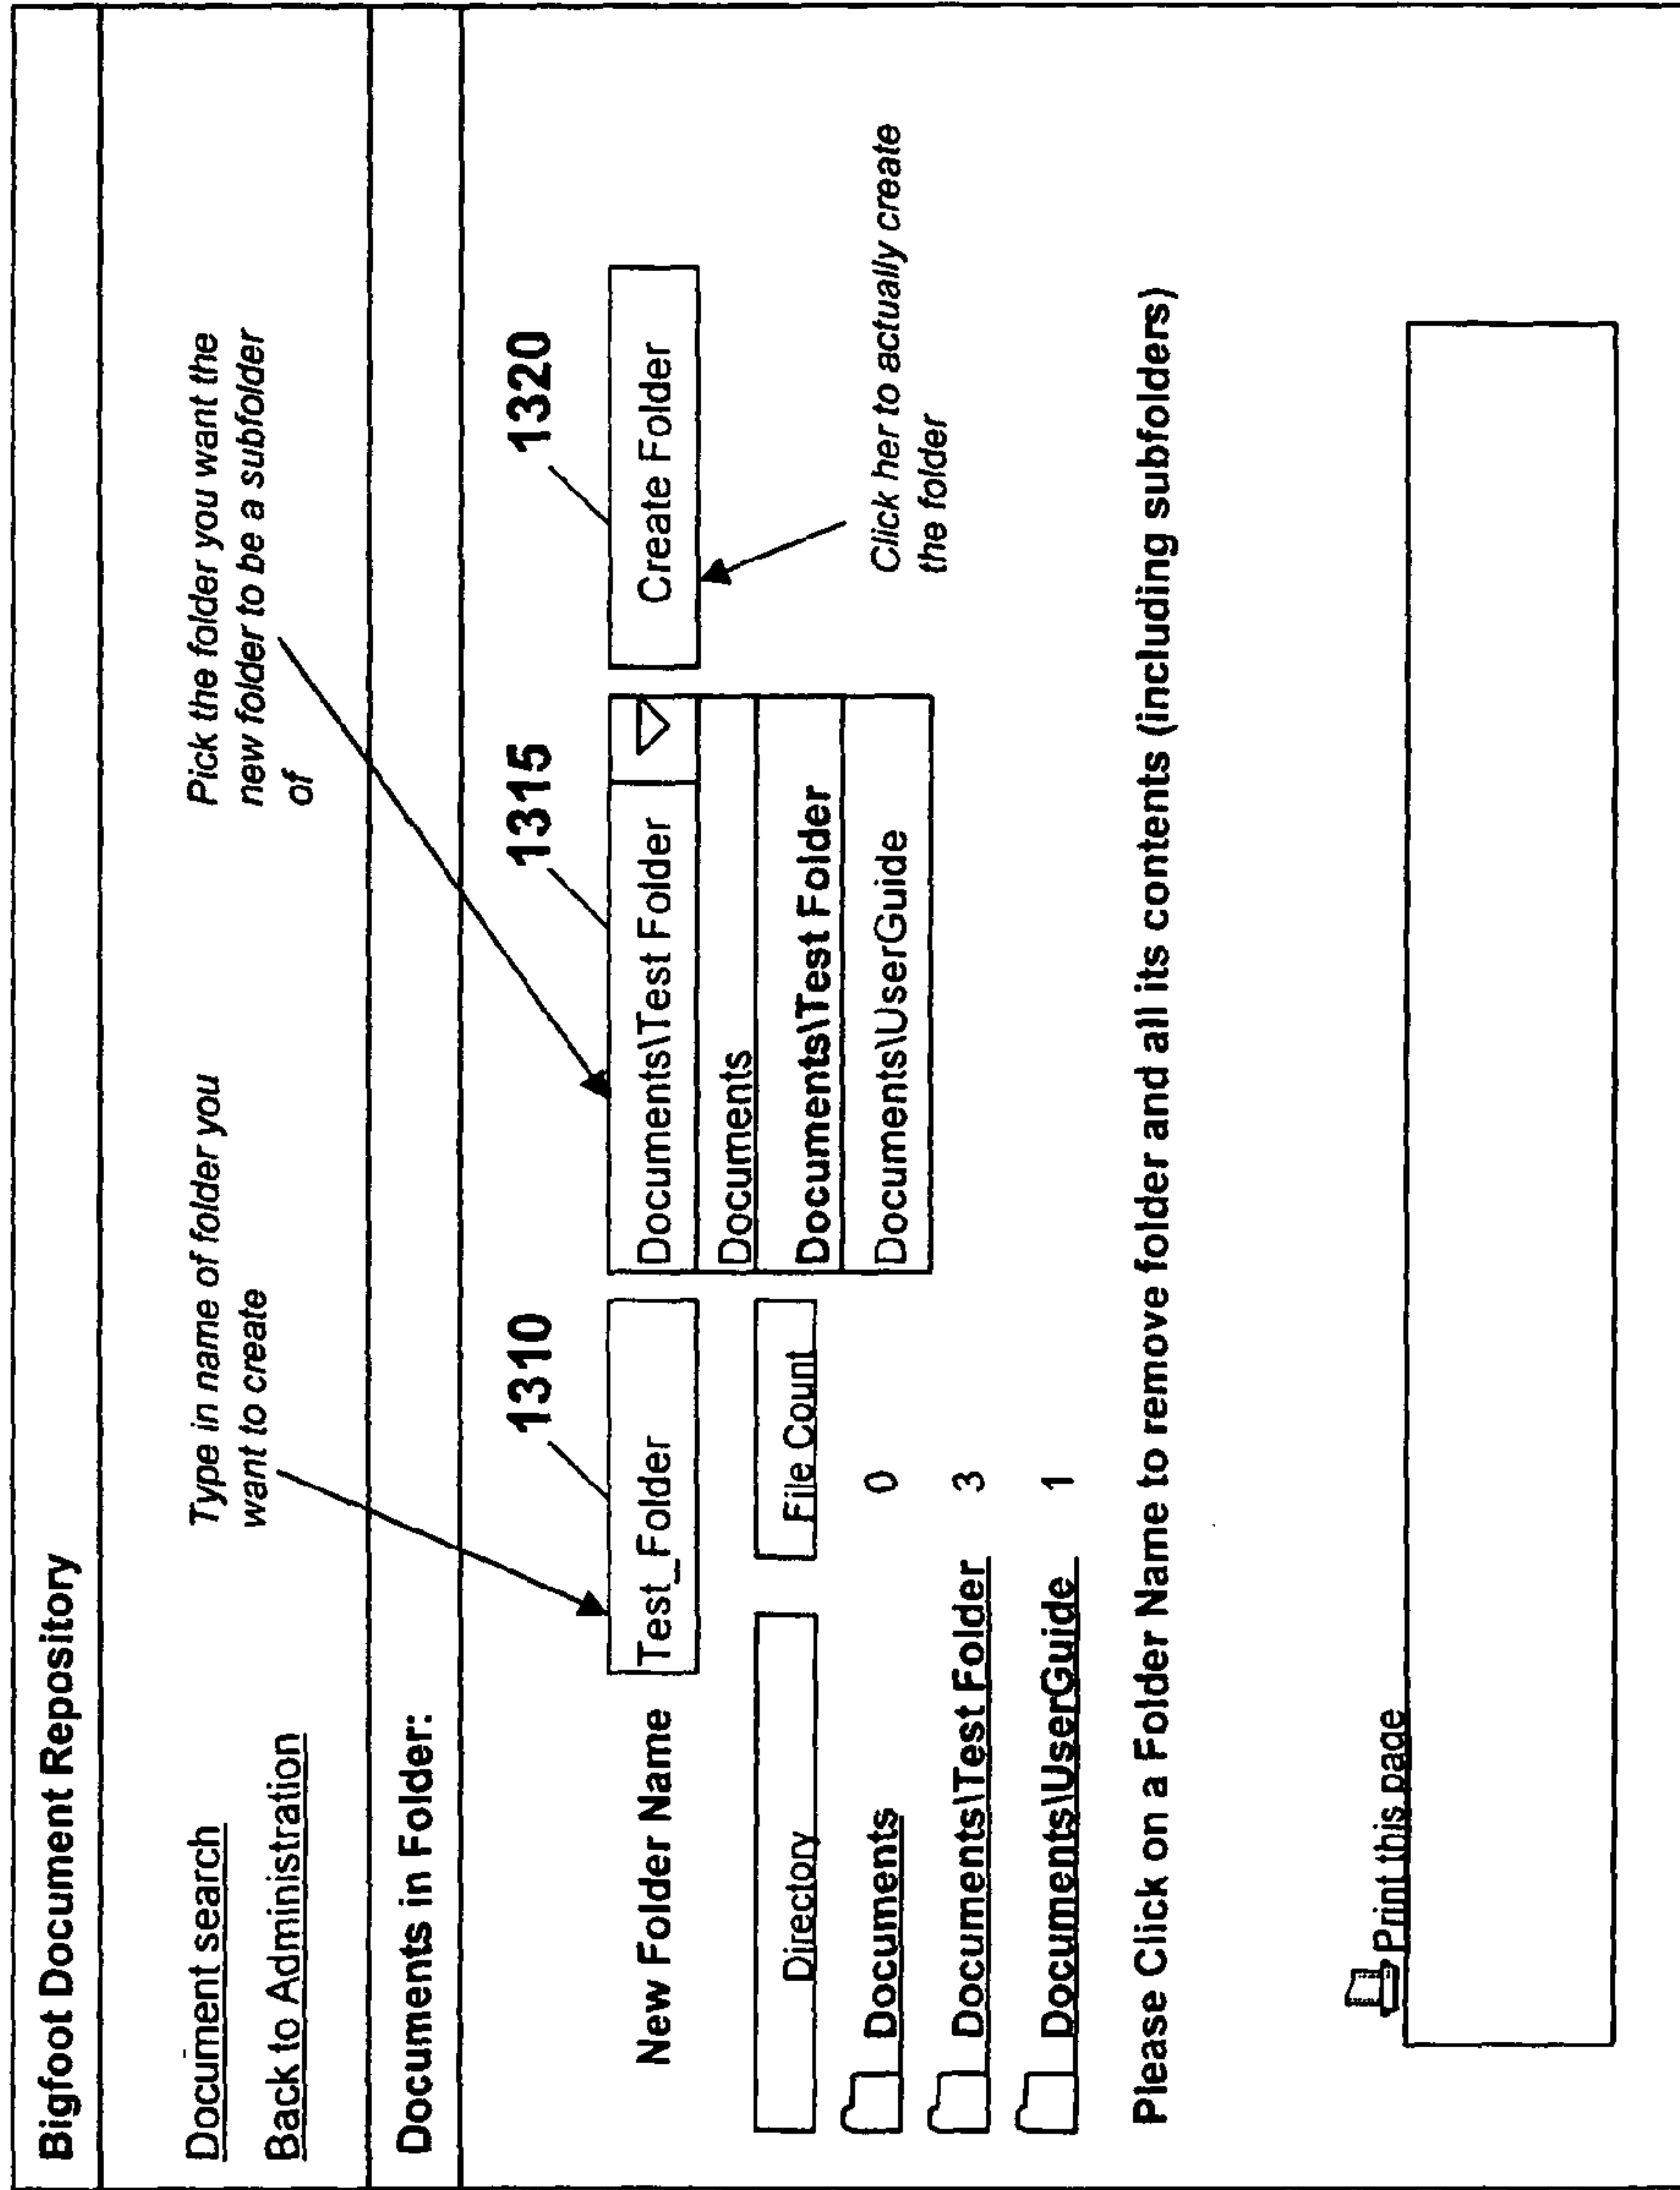 Bigfoot Document Repository
Document search
Back to Administration
Type in name of folder you
want to create
Pick the folder you want the
new folder to be a subfolder
of
Documents in Folder:
1310
1315
1320
New Folder Name
Test_Folder
Documents\Test Folder
Create Folder
Documents
Documents\Test Folder
Documents\UserGuide
Click her to actually create
the folder
Directory
File Count
Documents 0
Documents\Test Folder 3
Documents\UserGuide 1
Please Click on a Folder Name to remove folder and all its contents (including subfolders)
Print this page